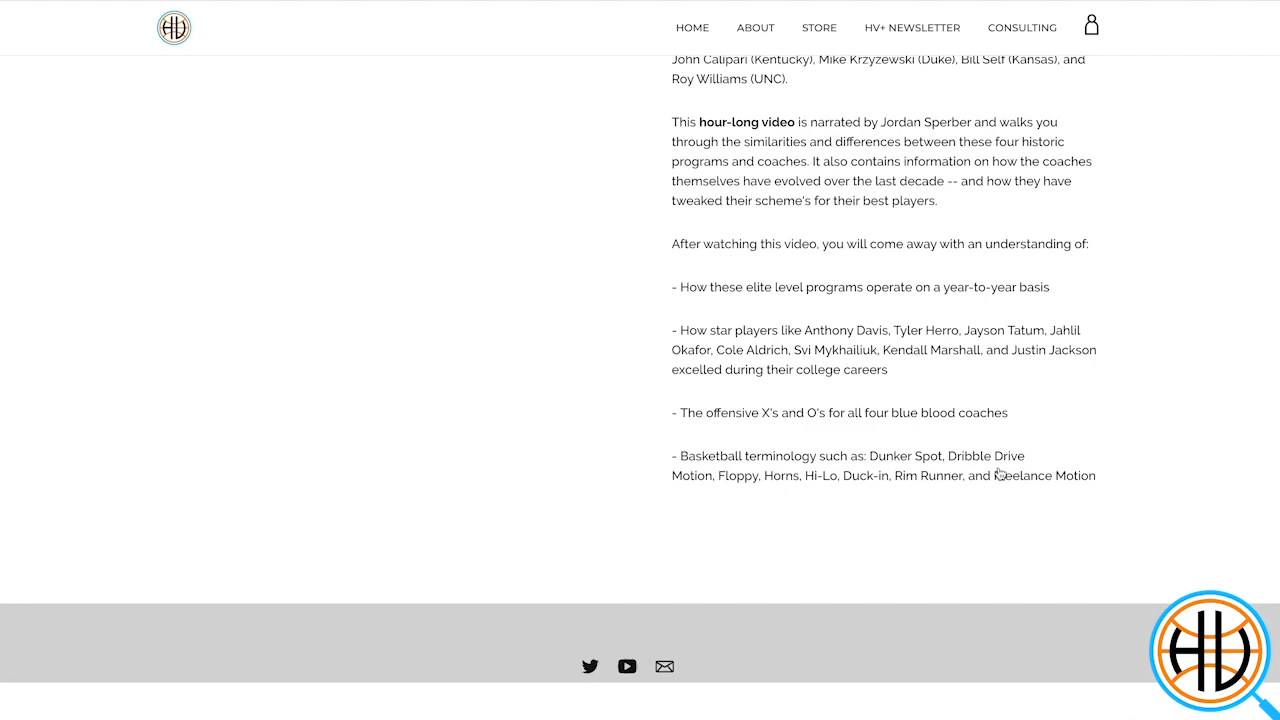 HOME ABOUT STORE HV+ NEWSLETTER CONSULTING
John Calipari (Kentucky), Mike Krzyzewski (Duke), Bill Self (Kansas), and
Roy Williams (UNC).
This hour-long video is narrated by Jordan Sperber and walks you
through the similarities and differences between these four historic
programs and coaches. It also contains information on how the coaches
themselves have evolved over the last decade -- and how they have
tweaked their scheme's for their best players.
After watching this video, you will come away with an understanding of:
- How these elite level programs operate on a year-to-year basis
- How star players like Anthony Davis, Tyler Herro, Jayson Tatum, Jahlil
Okafor, Cole Aldrich, Svi Mykhailiuk, Kendall Marshall, and Justin Jackson
excelled during their college careers
- The offensive X's and O's for all four blue blood coaches
- Basketball terminology such as: Dunker Spot, Dribble Drive
Motion, Floppy, Horns, Hi-Lo, Duck-in, Rim Runner, and Freelance Motion
HV